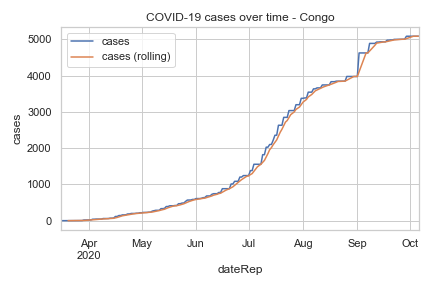 COVID-19 cases over time - Congo
cases
cases (rolling)
5000
4000
3000
2000
1000
0
cases
Apr
2020
May
Jun
Jul
Aug
Sep
Oct
dateRep